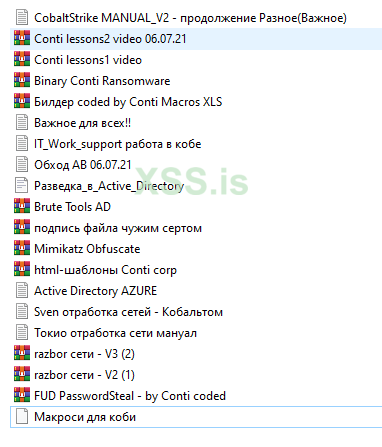 CobaltStrike MANUAL_V2 - продолжение Разное(Важное)
Conti lessons2 video 06.07.21
Conti lessons1 video
Binary Conti Ransomware
Билдер coded by Conti Macros XLS
Важное для всех!!
IT_Work_support работа в кобе
Обход АВ 06.07.21
Разведка_в_Active_Directory
XSS.is
Brute Tools AD
подпись файла чужим сертом
Mimikatz Obfuscate
html-шаблоны Conti corp
Active Directory AZURE
Sven отработка сетей - Кобальтом
Токио отработка сети мануал
razbor сети - V3 (2)
razbor сети - V2 (1)
FUD PasswordSteal - by Conti coded
Макроси для коби